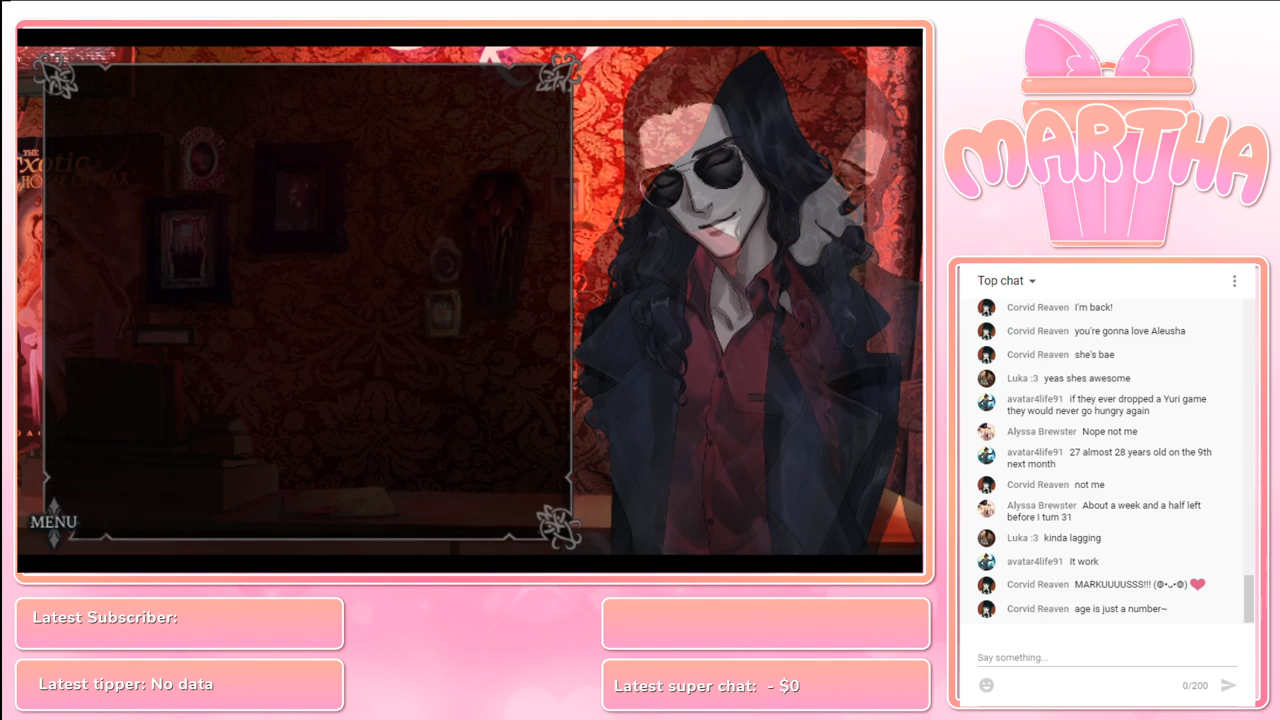 THE
Exotic
HOUSE OF WAX
MENU
MARTHA
Top chat
Corvid Reaven I'm back!
Corvid Reaven you're gonna love Aleusha
Corvid Reaven she's bae
Luka :3 yeas shes awesome
avatar4life91 if they ever dropped a Yuri game
they would never go hungry again
Alyssa Brewster Nope not me
avatar4life91 27 almost 28 years old on the 9th
next month
Corvid Reaven not me
Alyssa Brewster About a week and a half left
before I turn 31
Luka :3 kinda lagging
avatar4life91 It work
Corvid Reaven MARKUUUUSSS!!! (◍•ᴗ•◍) ❤
Corvid Reaven age is just a number~
Say something...
0/200
Latest Subscriber:
Latest tipper: No data
Latest super chat: - $0